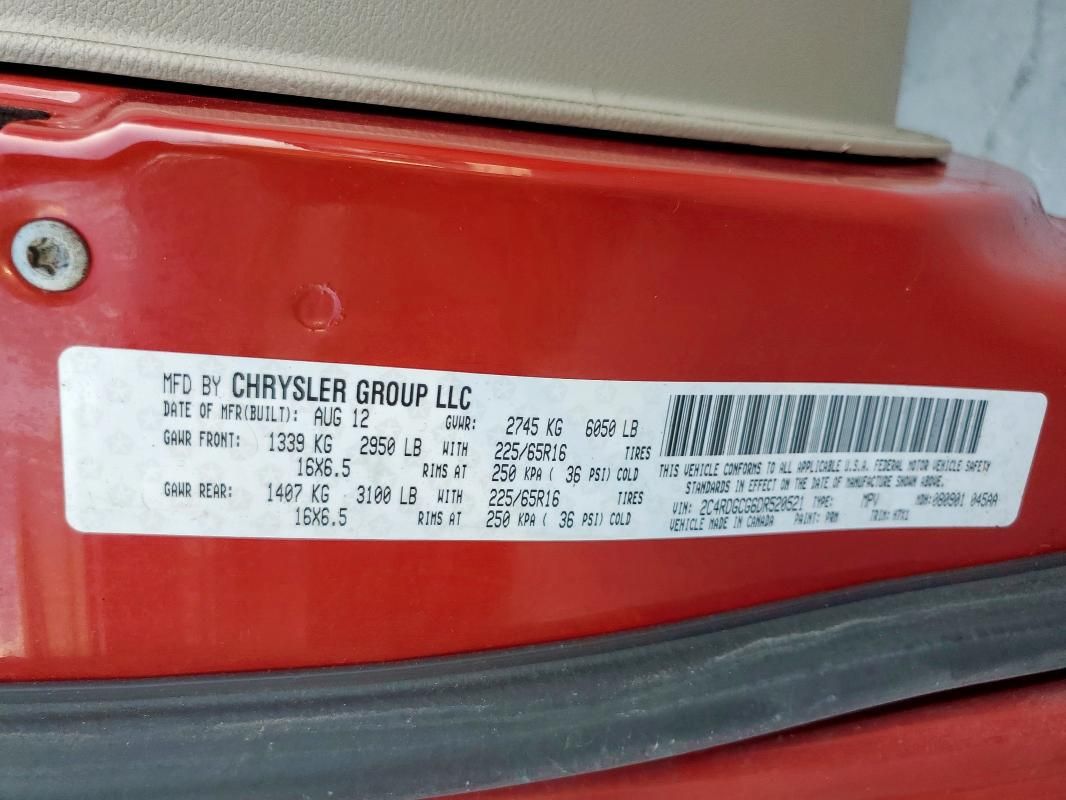 MFD BY CHRYSLER GROUP LLC
DATE OF MFR(BUILT): AUG 12 GVWR: 2745 KG 6050 LB
GAWR FRONT: 1339 KG 2950 LB WITH 225/65R16 TIRES
16X6.5 RIMS AT 250 KPA ( 36 PSI) COLD
GAWR REAR: 1407 KG 3100 LB WITH 225/65R16 TIRES
16X6.5 RIMS AT 250 KPA ( 36 PSI) COLD
THIS VEHICLE CONFORMS TO ALL APPLICABLE U.S.A. FEDERAL MOTOR VEHICLE SAFETY
STANDARDS IN EFFECT ON THE DATE OF MANUFACTURE SHOWN ABOVE.
VIN: 2C4RDGCG6DR520521 TYPE: MPV MDH: 080901 045AA
VEHICLE MADE IN CANADA PAINT: PRM TRIM: